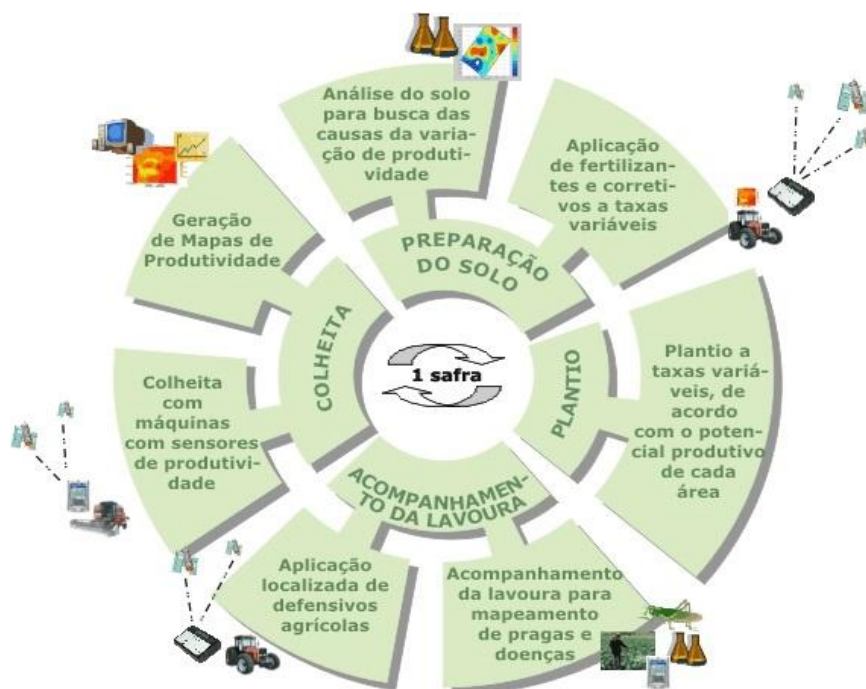 Análise do solo
para busca das
causas da varia-
ção de produti-
vidade
Aplicação
de fertilizan-
tes e correti-
vos a taxas
variáveis
Geração
de Mapas de
Produtividade
PREPARAÇÃO
DO SOLO
COLHEITA
1 safra
PLANTIO
Plantio a
taxas variá-
veis, de
acordo
com o poten-
cial produtivo
de cada
área
Colheita
com
máquinas
com sensores
de produtivi-
dade
ACOMPANHAMEN-
TO DA LAVOURA
Aplicação
localizada de
defensivos
agrícolas
Acompanhamento
da lavoura para
mapeamento
de pragas e
doenças